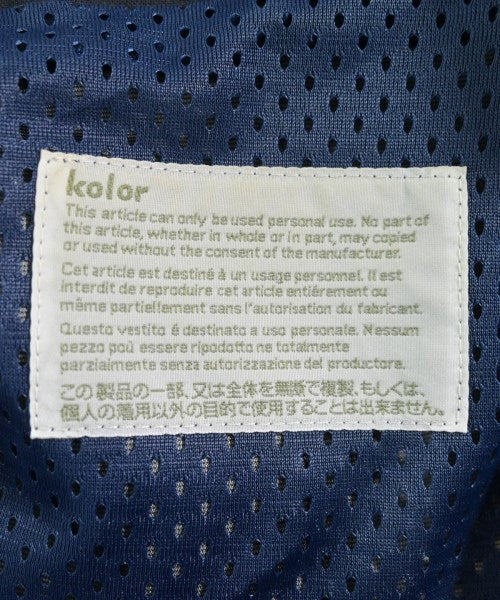 kolor
This article can only be used personal use. No part of
this article, whether in whole or in part, may copied
or used without the consent of the manufacturer.
Cet article est destiné à un usage personnel. Il est
interdit de reproduire cet article entiérement ou
même partiellement sans l'autorisation du fabricant.
Questo vestito é destinato a uso personale. Nessum
pezzo poü essere ripodotto ne totalmente
parzialmente senza autorizzazione del productore.
この製品の一部、又は全体を無断で複製、もしくは、
個人の着用以外の目的で使用することは出来ません。